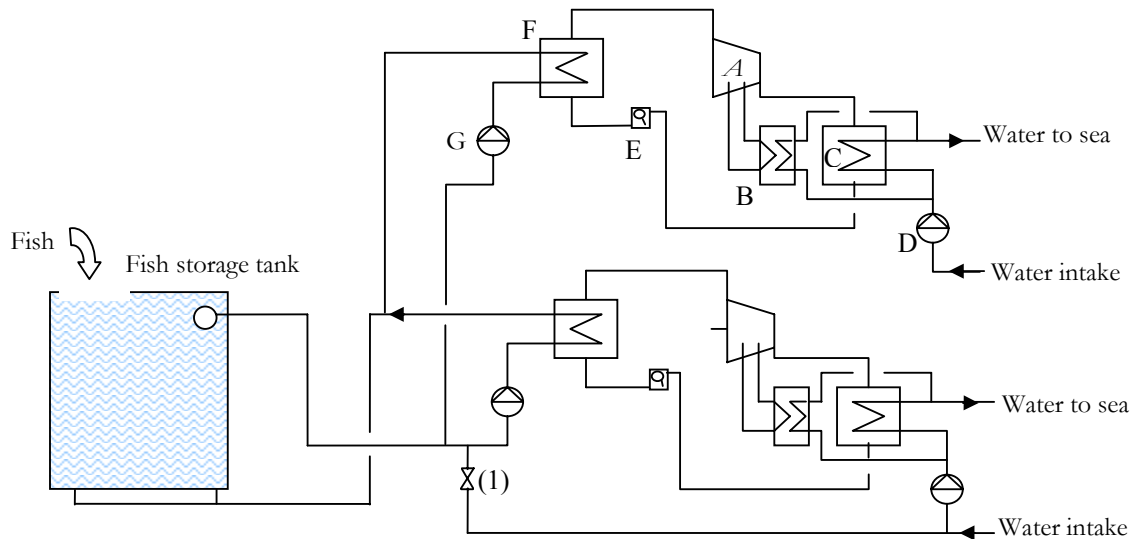 F
A
G
E
C
B
D
Water to sea
Water intake
Fish
Fish storage tank
Water to sea
(1)
Water intake